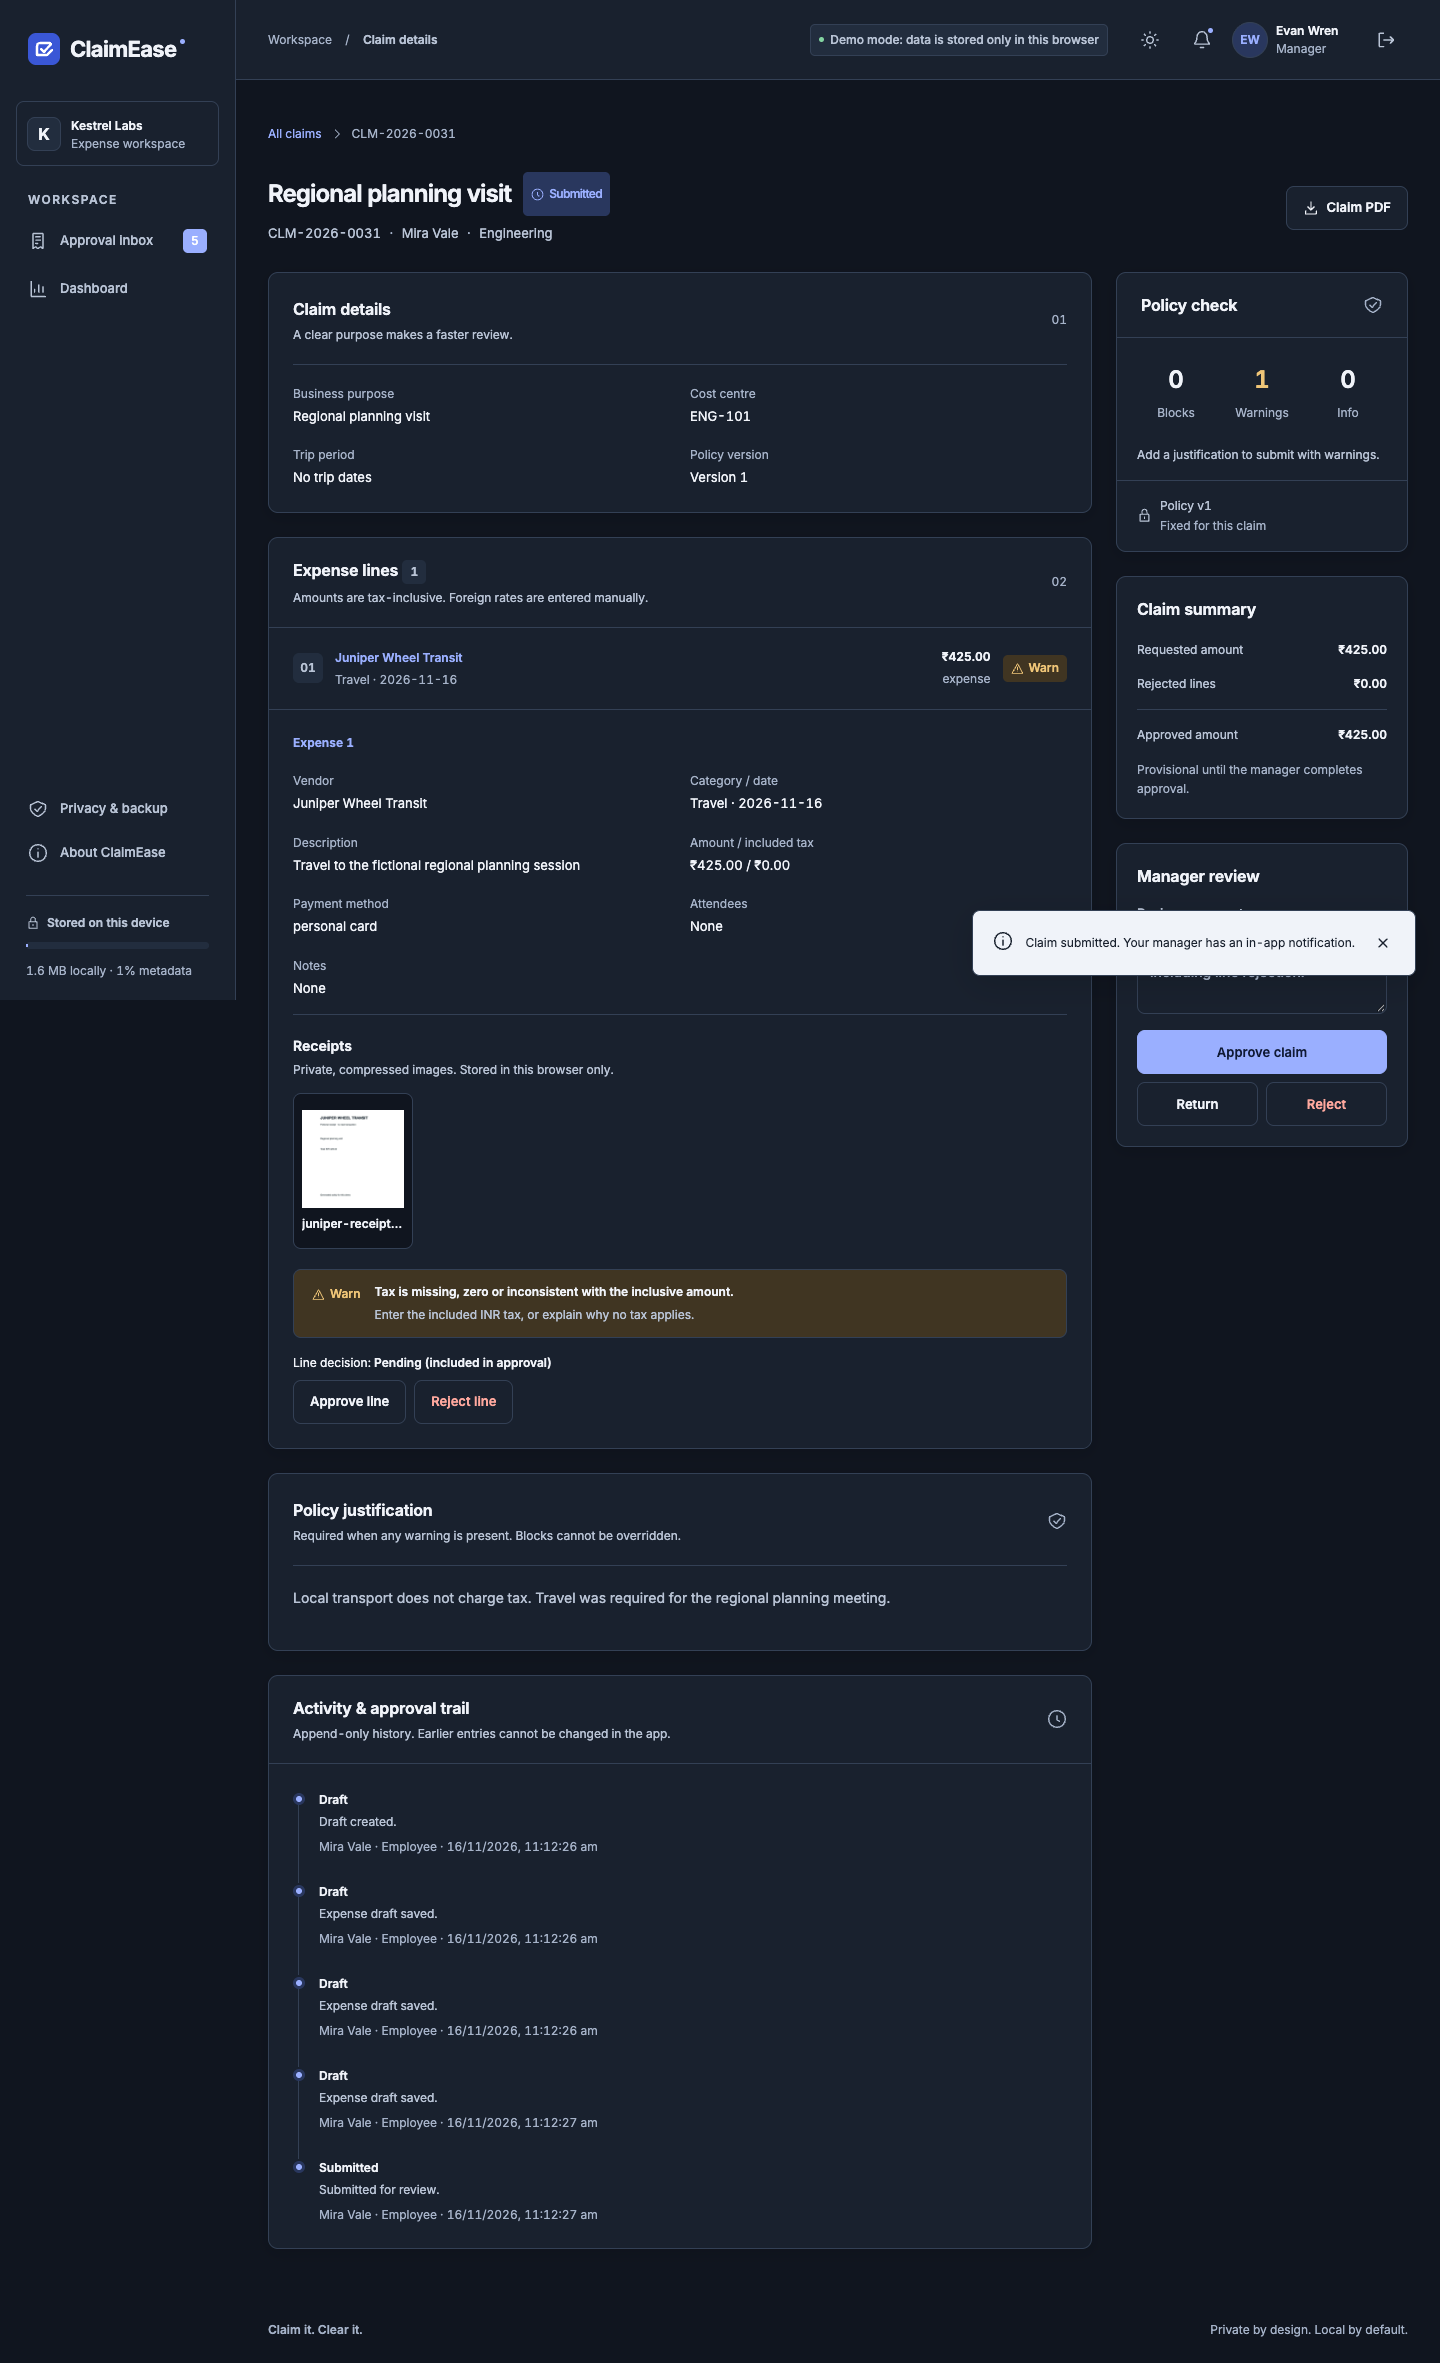 ClaimEase
K
Kestrel Labs
Expense workspace
WORKSPACE
Approval inbox 5
Dashboard
Privacy & backup
About ClaimEase
Stored on this device
1.6 MB locally · 1% metadata
Workspace / Claim details
Demo mode: data is stored only in this browser
EW
Evan Wren
Manager
All claims > CLM-2026-0031
Regional planning visit Submitted
CLM-2026-0031 · Mira Vale · Engineering
Claim PDF
Claim details
A clear purpose makes a faster review.
01
Business purpose
Regional planning visit
Cost centre
ENG-101
Trip period
No trip dates
Policy version
Version 1
Expense lines 1
Amounts are tax-inclusive. Foreign rates are entered manually.
02
01
Juniper Wheel Transit
Travel · 2026-11-16
₹425.00
expense
Warn
Expense 1
Vendor
Juniper Wheel Transit
Category / date
Travel · 2026-11-16
Description
Travel to the fictional regional planning session
Amount / included tax
₹425.00 / ₹0.00
Payment method
personal card
Attendees
None
Notes
None
Receipts
Private, compressed images. Stored in this browser only.
JUNIPER WHEEL TRANSIT
juniper-receipt...
Warn
Tax is missing, zero or inconsistent with the inclusive amount.
Enter the included INR tax, or explain why no tax applies.
Line decision: Pending (included in approval)
Approve line
Reject line
Policy justification
Required when any warning is present. Blocks cannot be overridden.
Local transport does not charge tax. Travel was required for the regional planning meeting.
Activity & approval trail
Append-only history. Earlier entries cannot be changed in the app.
Draft
Draft created.
Mira Vale · Employee · 16/11/2026, 11:12:26 am
Draft
Expense draft saved.
Mira Vale · Employee · 16/11/2026, 11:12:26 am
Draft
Expense draft saved.
Mira Vale · Employee · 16/11/2026, 11:12:26 am
Draft
Expense draft saved.
Mira Vale · Employee · 16/11/2026, 11:12:27 am
Submitted
Submitted for review.
Mira Vale · Employee · 16/11/2026, 11:12:27 am
Policy check
0 1 0
Blocks Warnings Info
Add a justification to submit with warnings.
Policy v1
Fixed for this claim
Claim summary
Requested amount ₹425.00
Rejected lines ₹0.00
Approved amount ₹425.00
Provisional until the manager completes
approval.
Manager review
Claim submitted. Your manager has an in-app notification.
Approve claim
Return
Reject
Claim it. Clear it.
Private by design. Local by default.